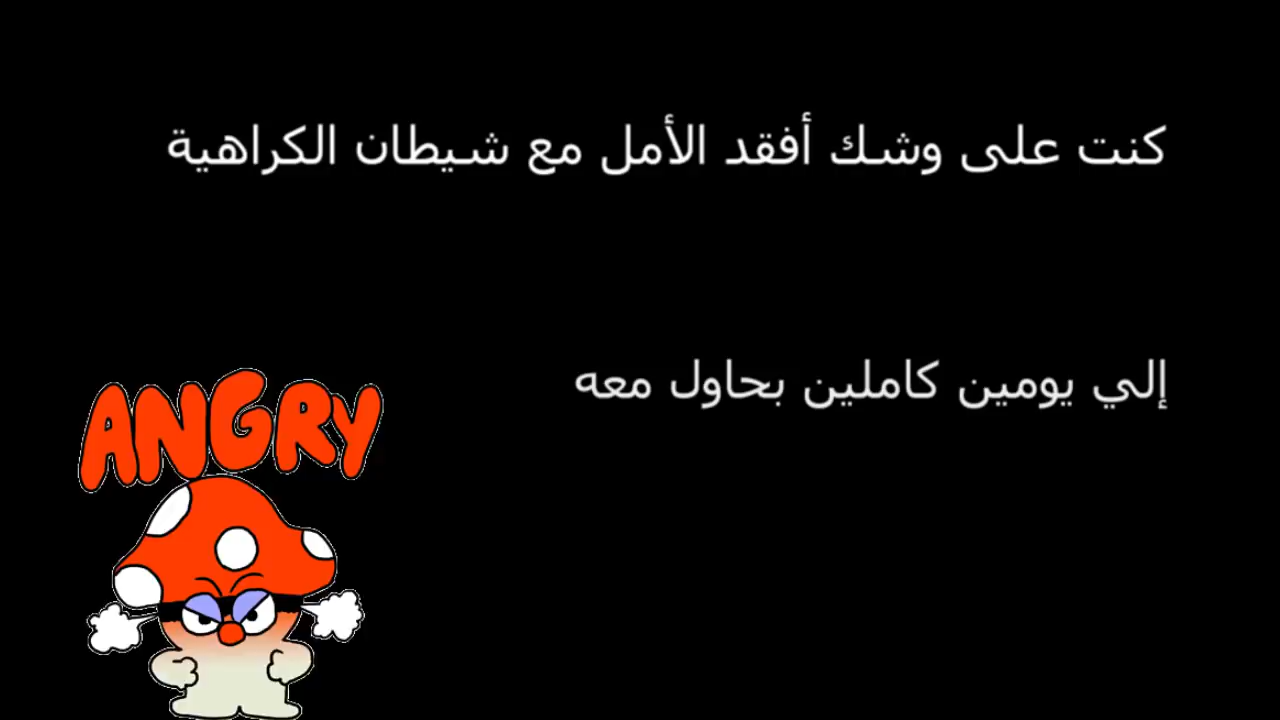 كنت على وشك أفقد الأمل مع شيطان الكراهية
إلي يومين كاملين بحاول معه
ANGRY